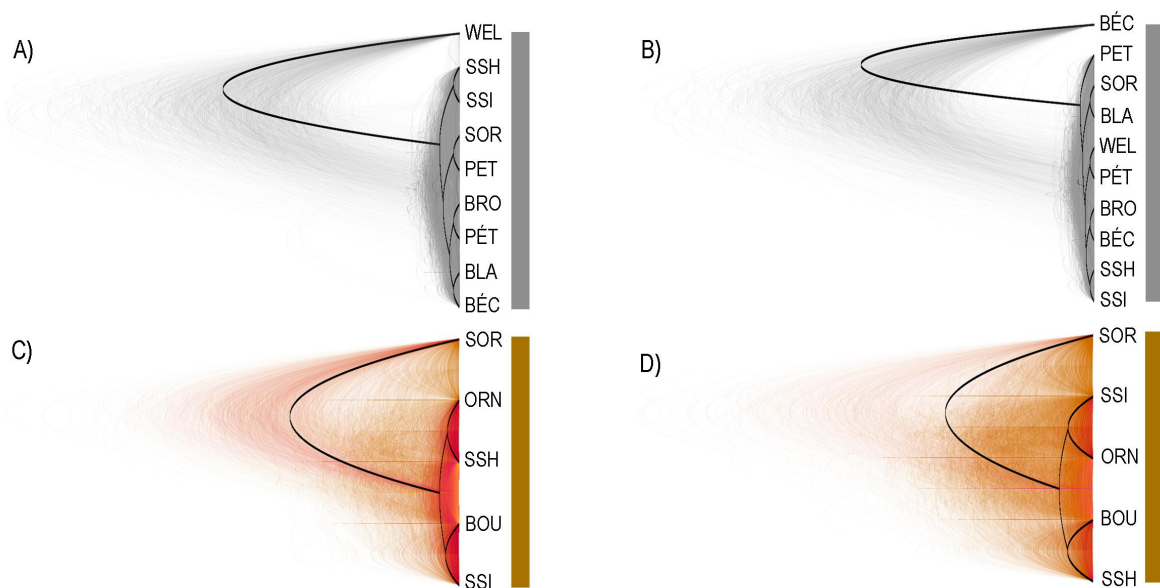 A)
WEL
SSH
SSI
SOR
PET
BRO
PÉT
BLA
BÉC
B)
BÉC
PET
SOR
BLA
WEL
PÉT
BRO
BÉC
SSH
SSI
C)
SOR
ORN
SSH
BOU
SSI
D)
SOR
SSI
ORN
BOU
SSH